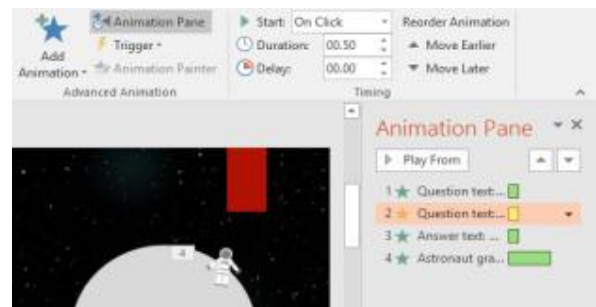 Animation Pane
Start: On Click
Reorder Animation
Trigger
Duration: 00.50
Move Earlier
Add
Animation
Animation Painter
Delay: 00.00
Move Later
Advanced Animation
Timing
Animation Pane
Play From
1 Question text:...
2 Question text:...
3 Answer text: ...
4 Astronaut gra...
4